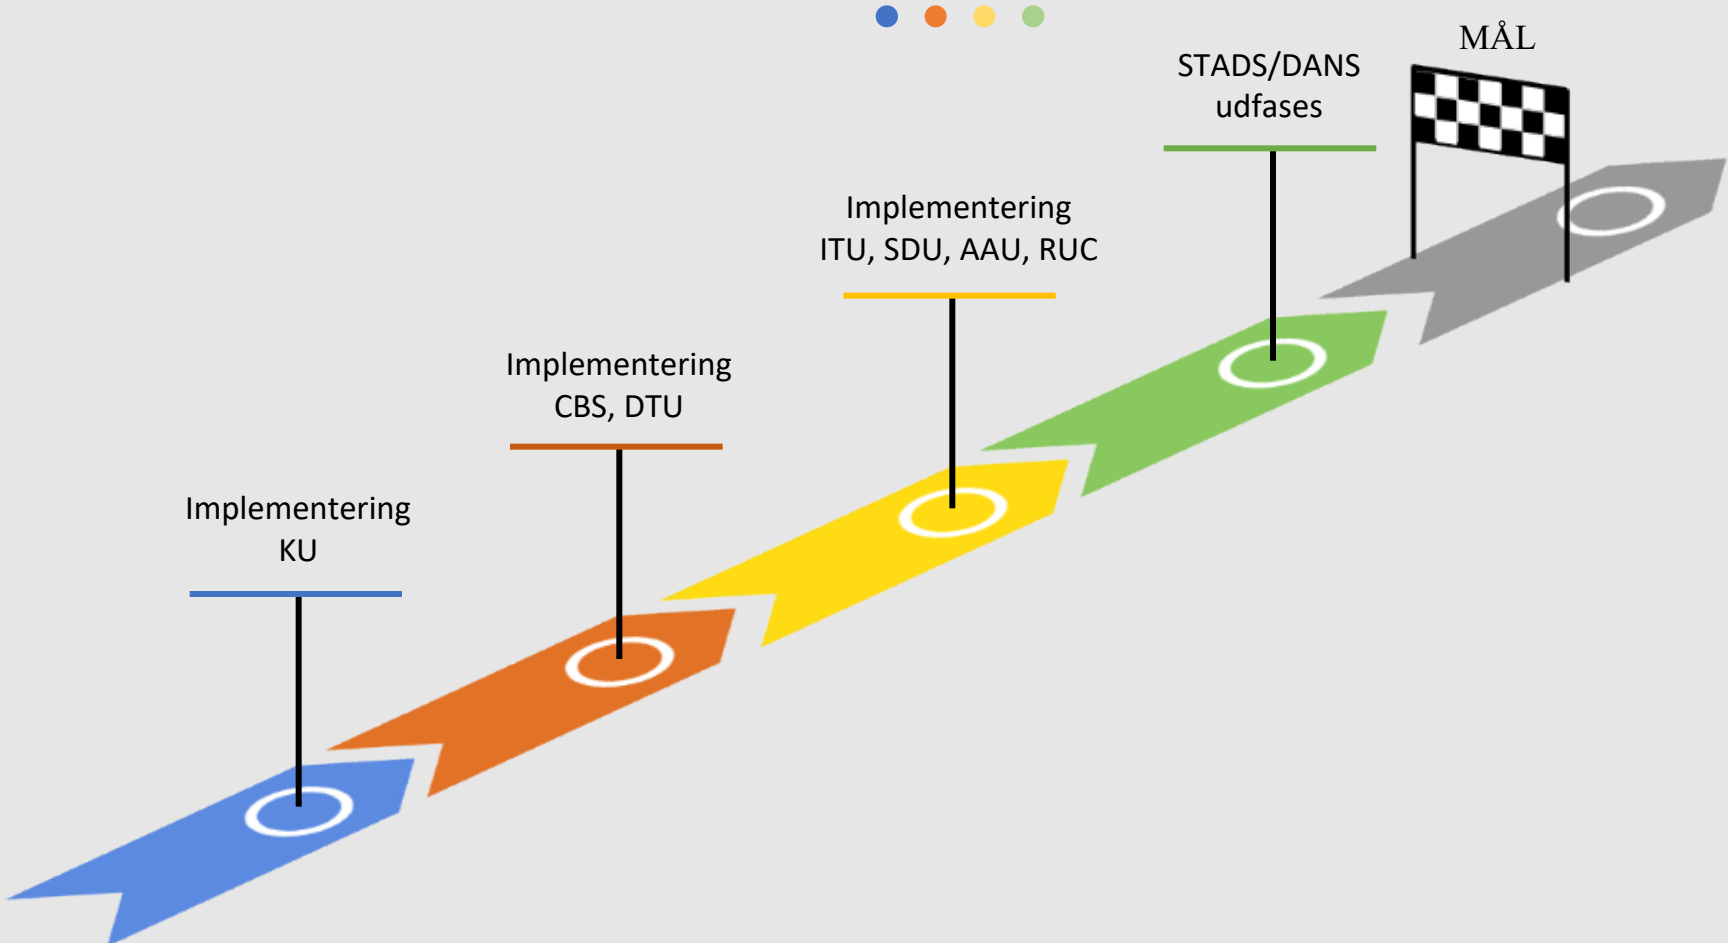 MÅL
STADS/DANS
udfases
Implementering
ITU, SDU, AAU, RUC
Implementering
CBS, DTU
Implementering
KU